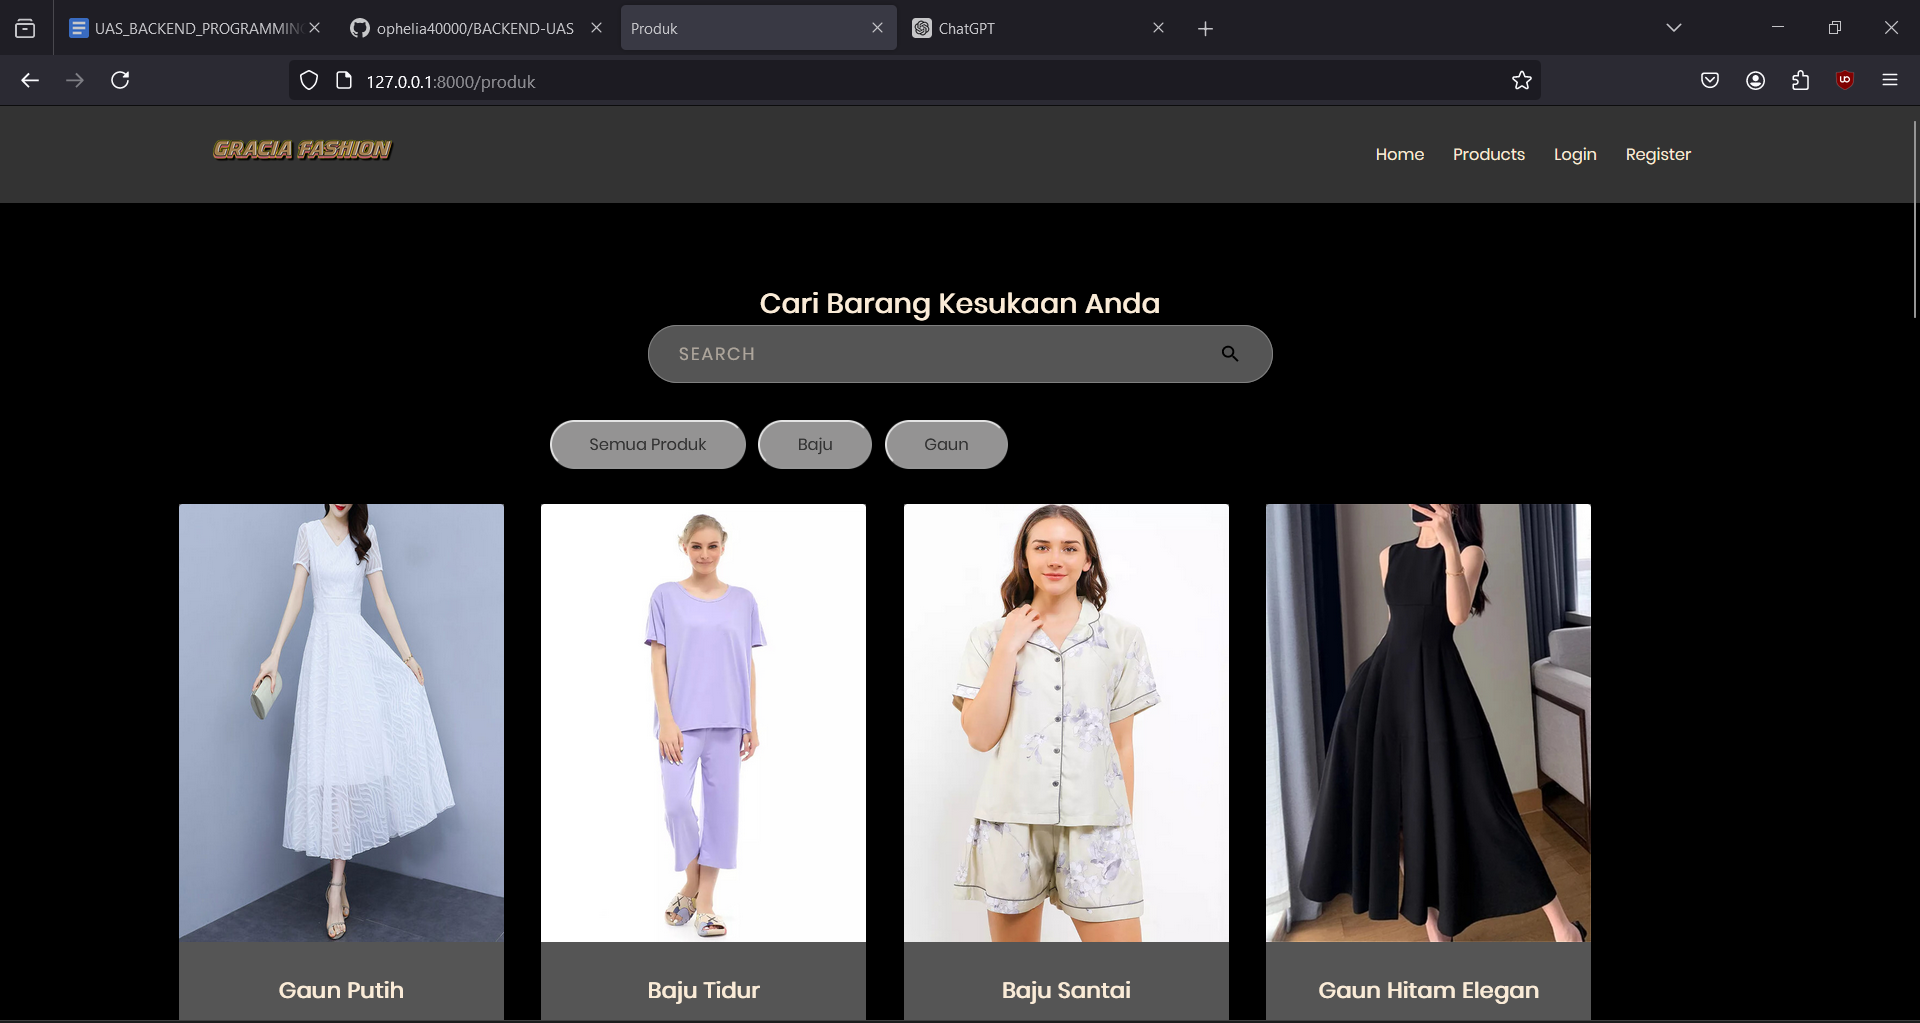 UAS_BACKEND_PROGRAMMIN
ophelia40000/BACKEND-UAS
Produk
ChatGPT
127.0.0.1:8000/produk
GRACIA FASHION
Home
Products
Login
Register
Cari Barang Kesukaan Anda
SEARCH
Semua Produk
Baju
Gaun
Gaun Putih
Baju Tidur
Baju Santai
Gaun Hitam Elegan